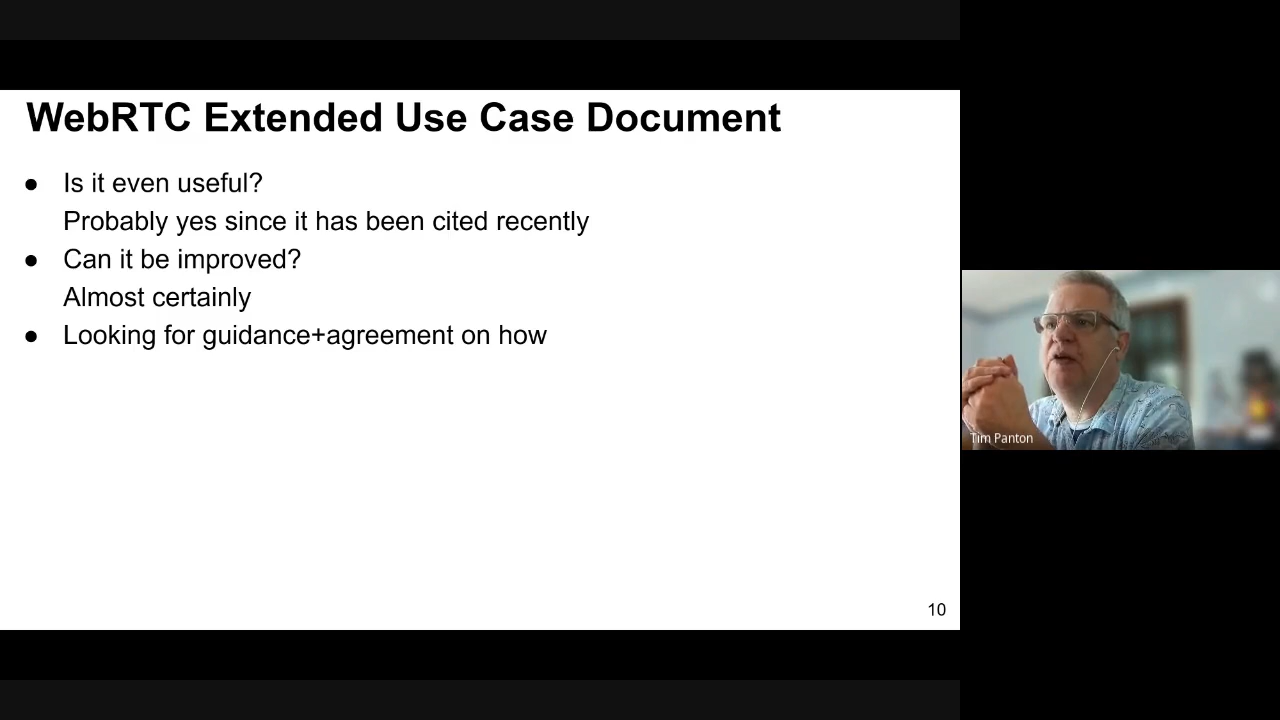 WebRTC Extended Use Case Document
● Is it even useful?
Probably yes since it has been cited recently
● Can it be improved?
Almost certainly
● Looking for guidance+agreement on how
10
Tim Panton